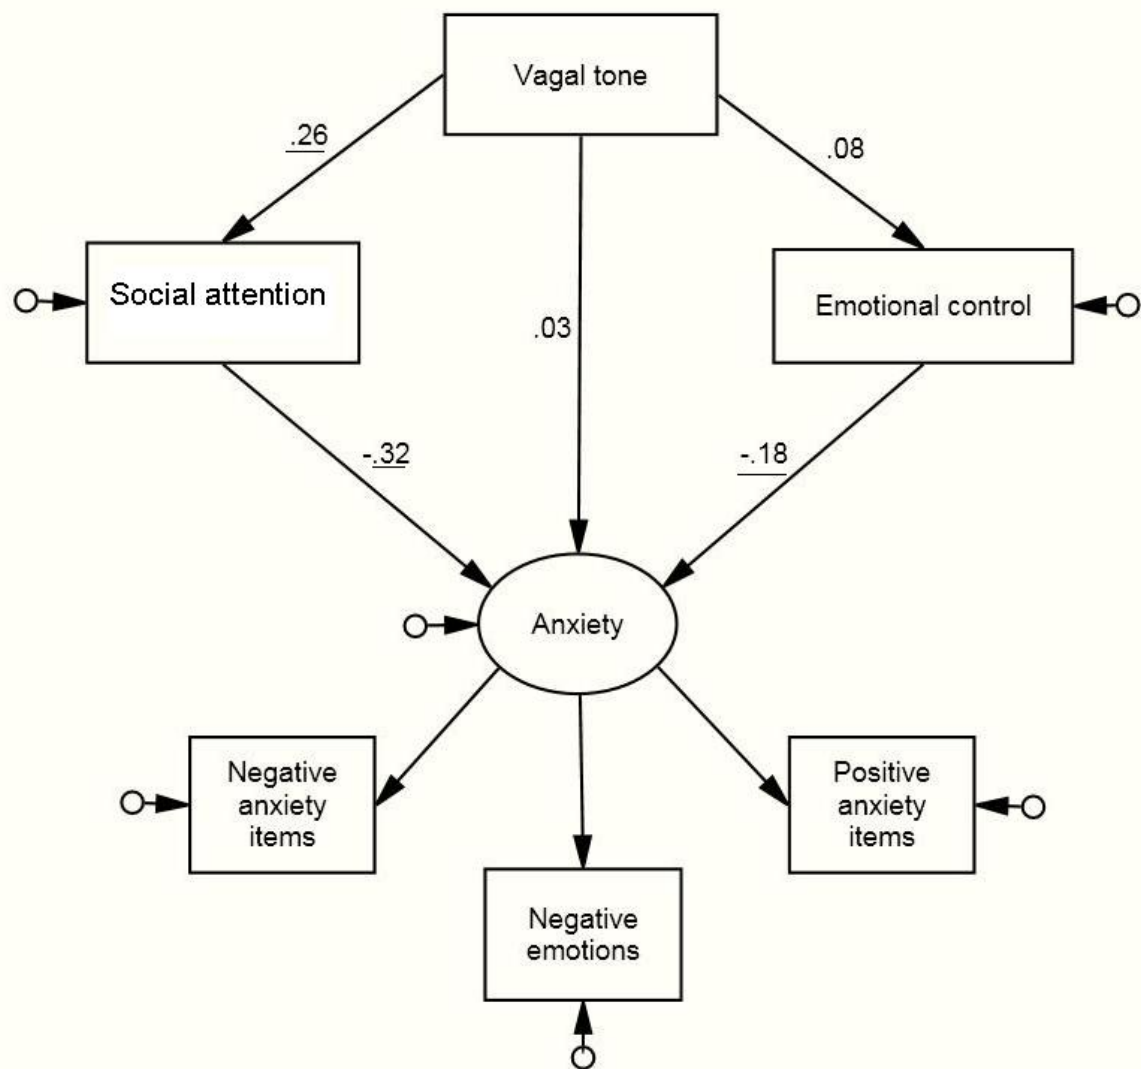 Vagal tone
.26
.08
Social attention
Emotional control
.03
-.32
-.18
Anxiety
Negative
anxiety
items
Positive
anxiety
items
Negative
emotions